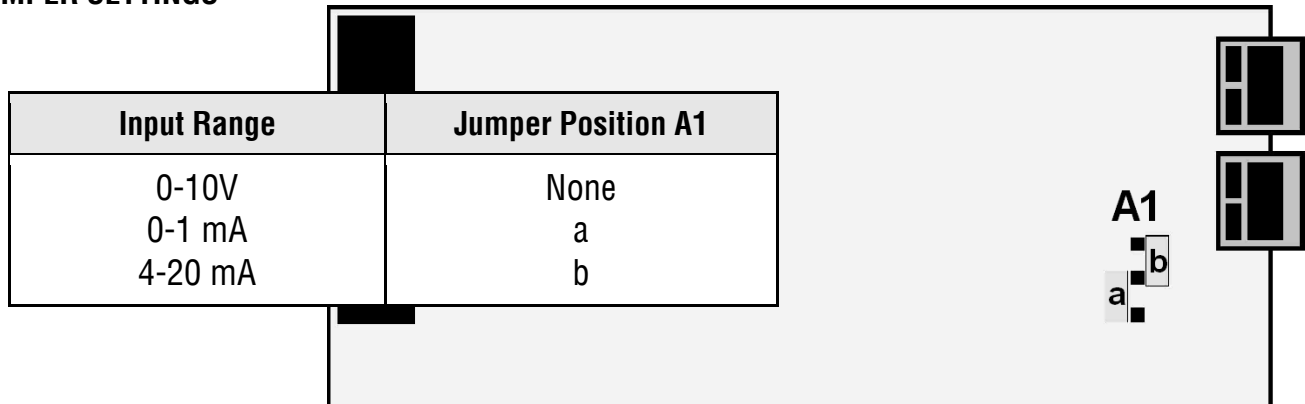 Input Range Jumper Position A1
0-10V None
0-1 mA a
4-20 mA b
A1
b
a